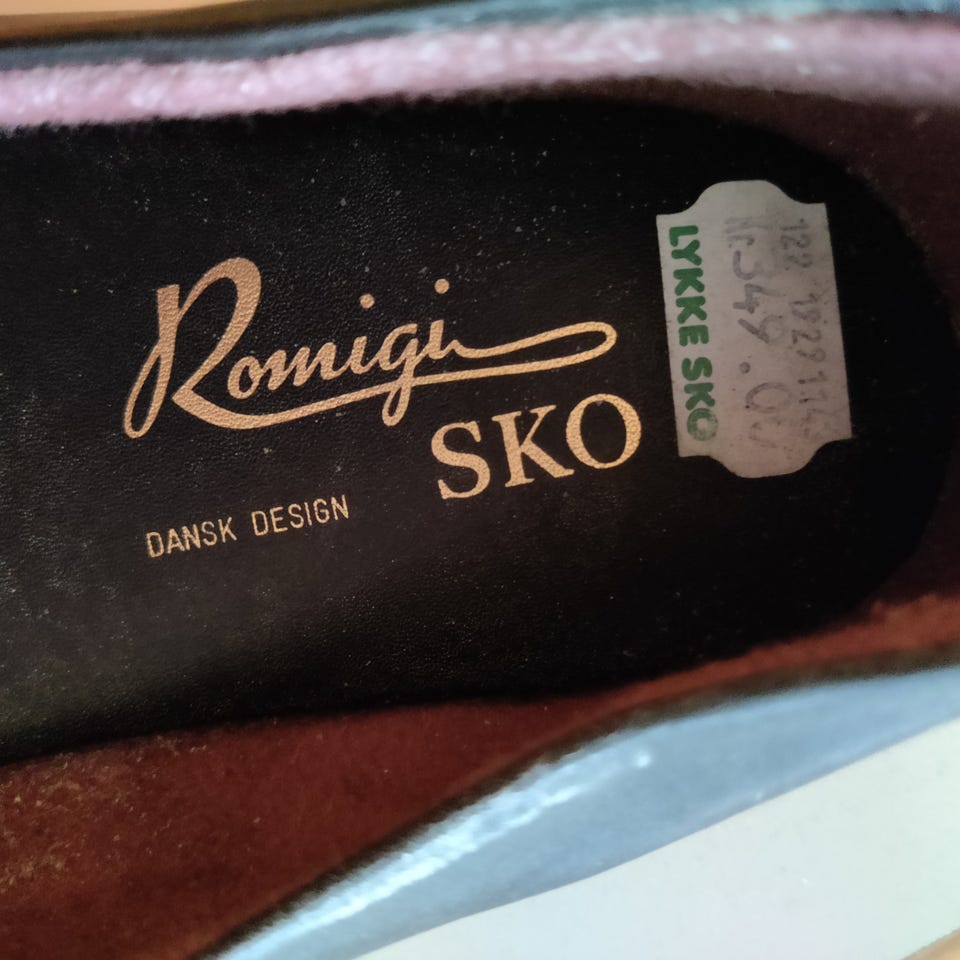 Romigi
SKO
DANSK DESIGN
LYKKE SKO